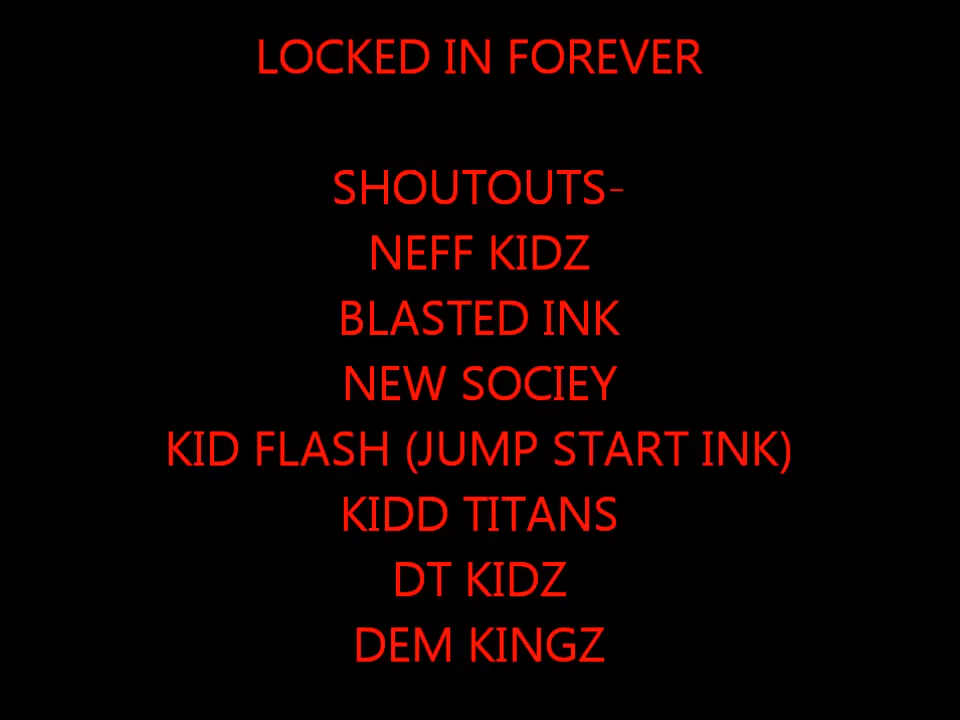 LOCKED IN FOREVER
SHOUTOUTS-
NEFF KIDZ
BLASTED INK
NEW SOCIEY
KID FLASH (JUMP START INK)
KIDD TITANS
DT KIDZ
DEM KINGZ